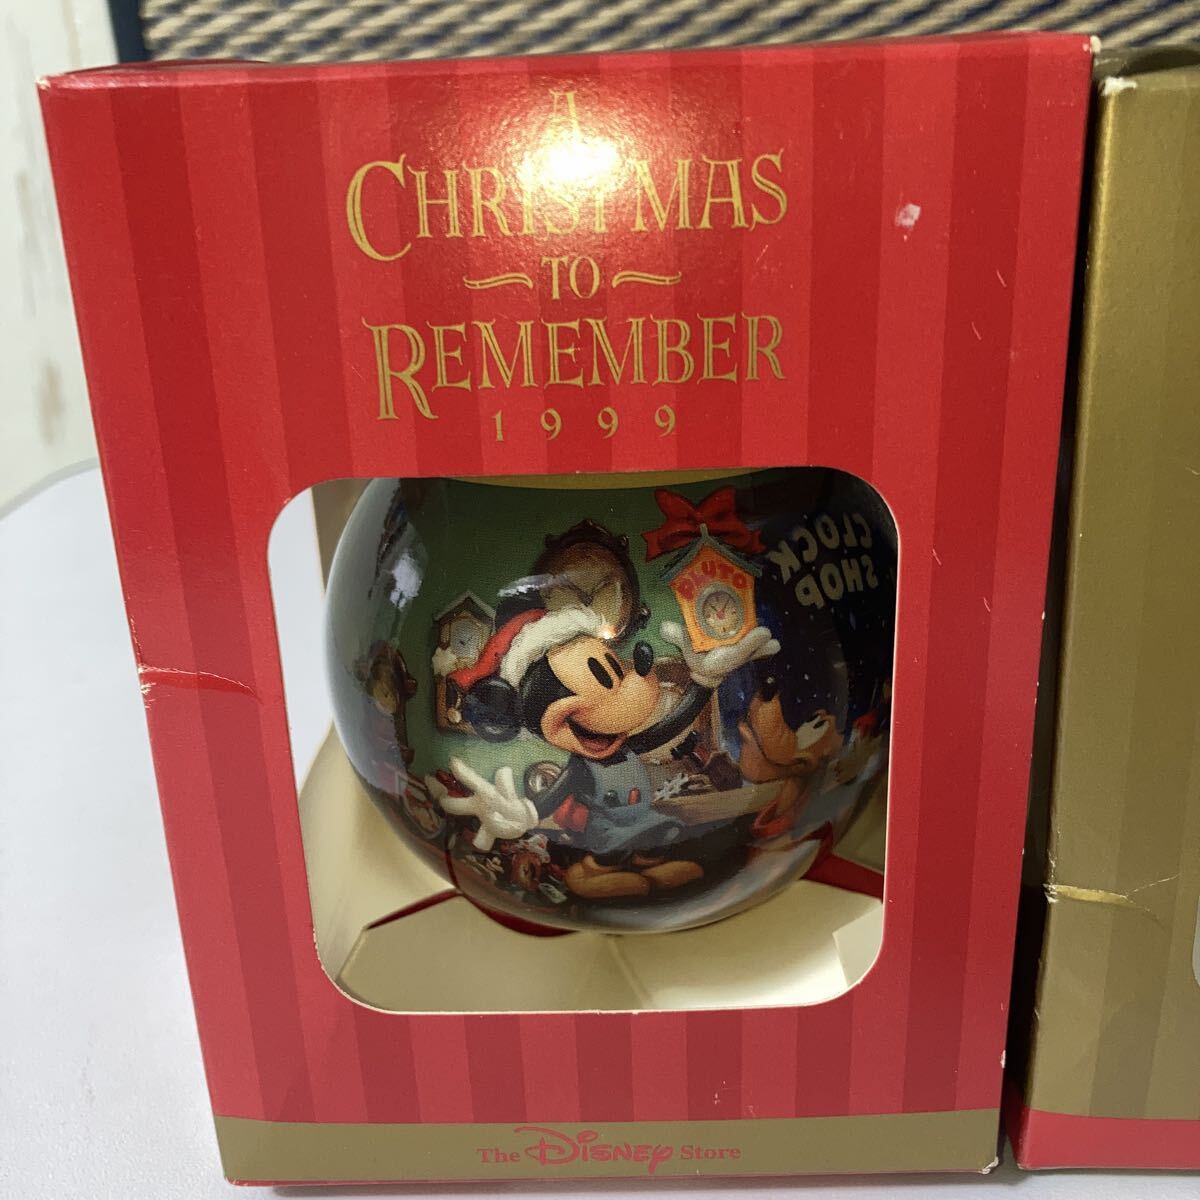 A
CHRISTMAS
TO
REMEMBER
1999
PLUTO
CLOCK
SHOP
The Disney Store